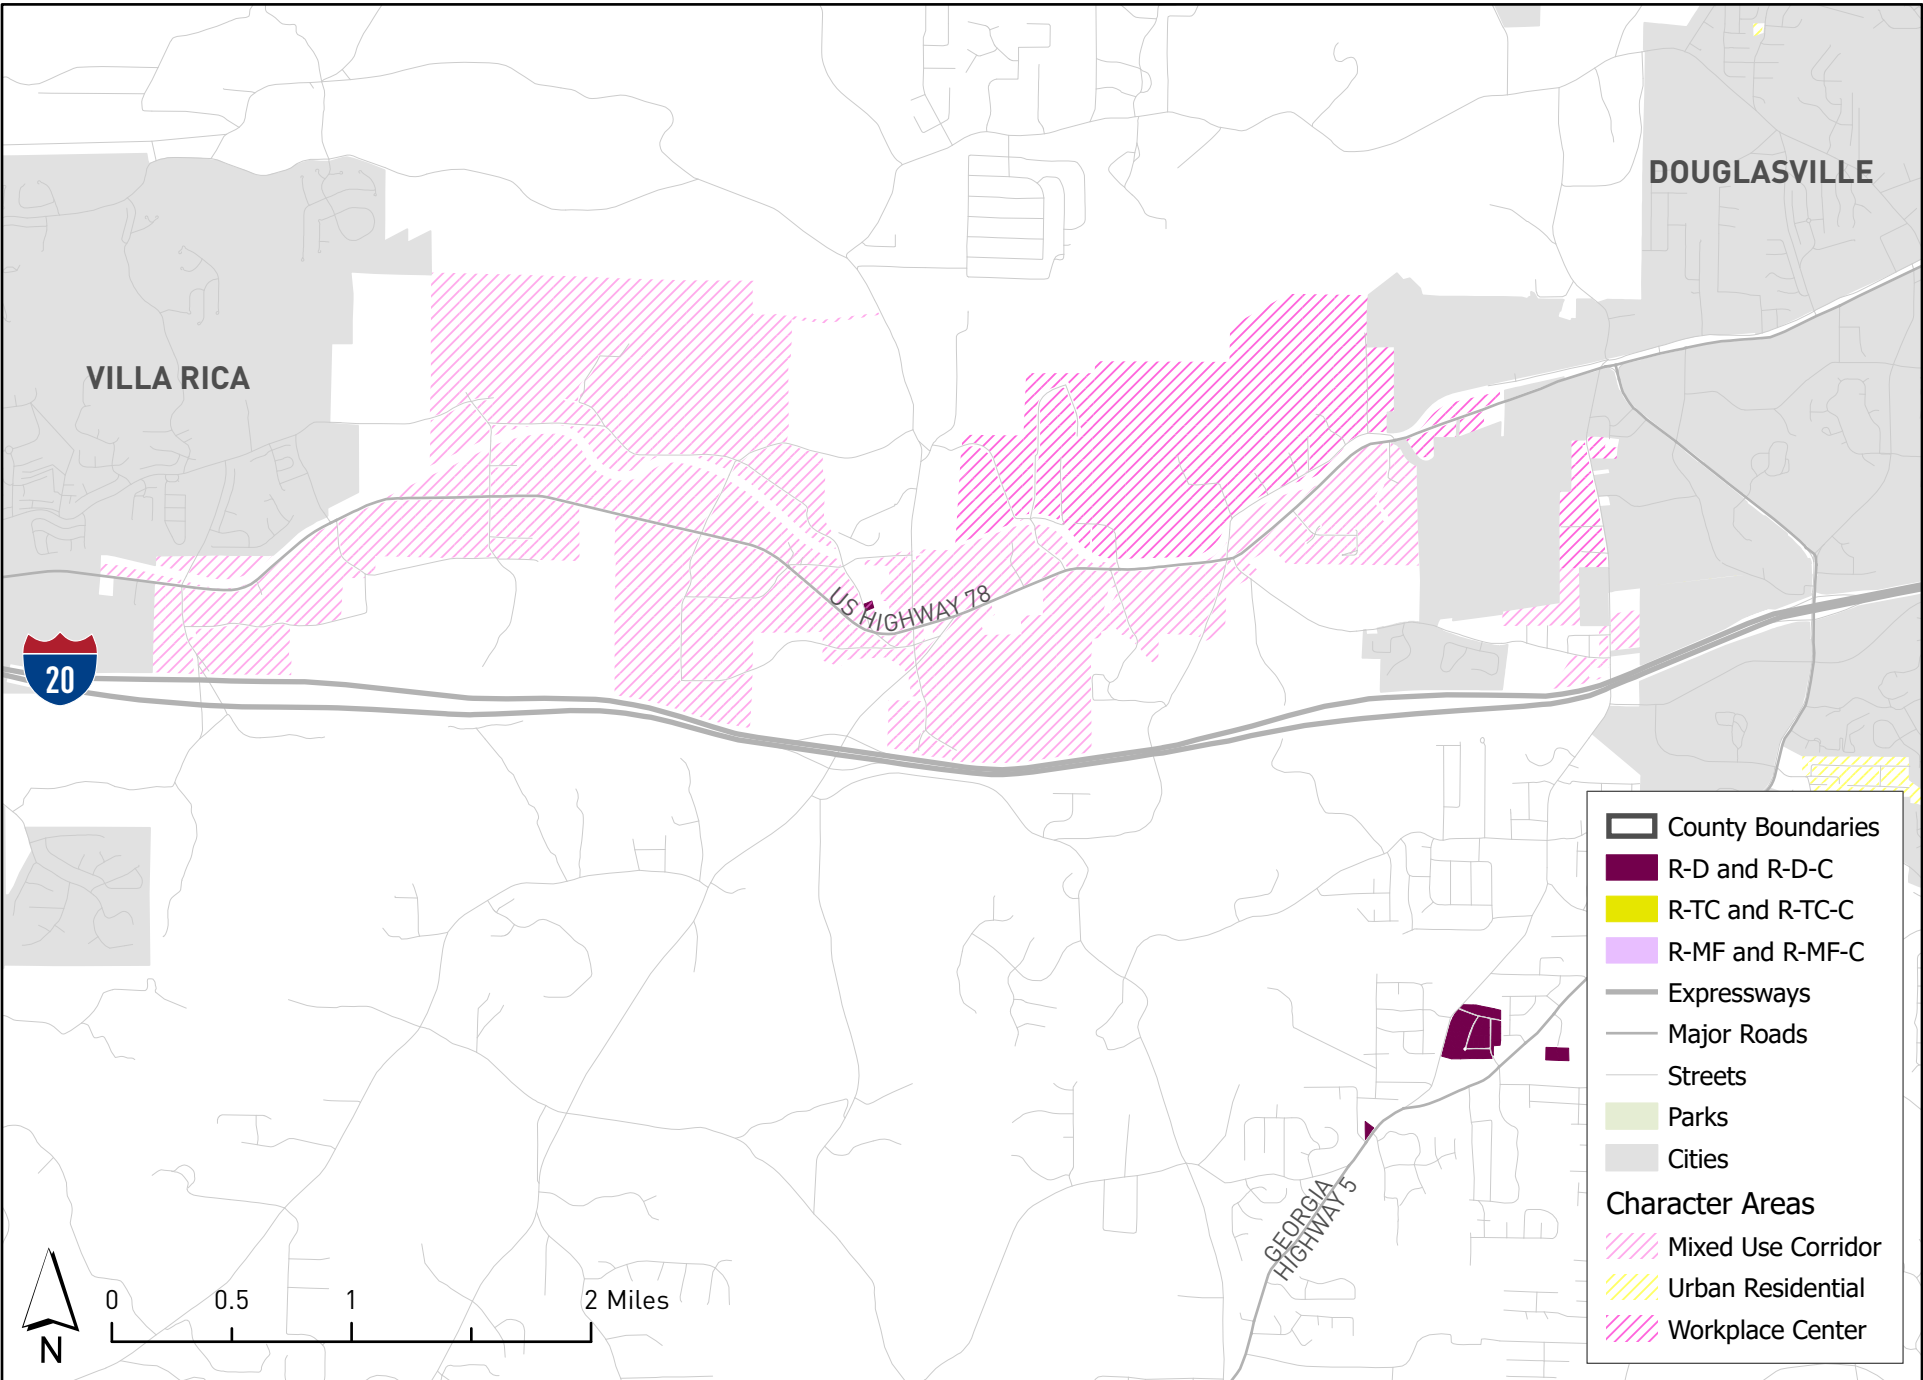 DOUGLASVILLE
VILLA RICA
US HIGHWAY 78
20
County Boundaries
R-D and R-D-C
R-TC and R-TC-C
R-MF and R-MF-C
Expressways
Major Roads
Streets
Parks
Cities
Character Areas
Mixed Use Corridor
Urban Residential
Workplace Center
GEORGIA
HIGHWAY 5
0 0.5 1 2 Miles
N